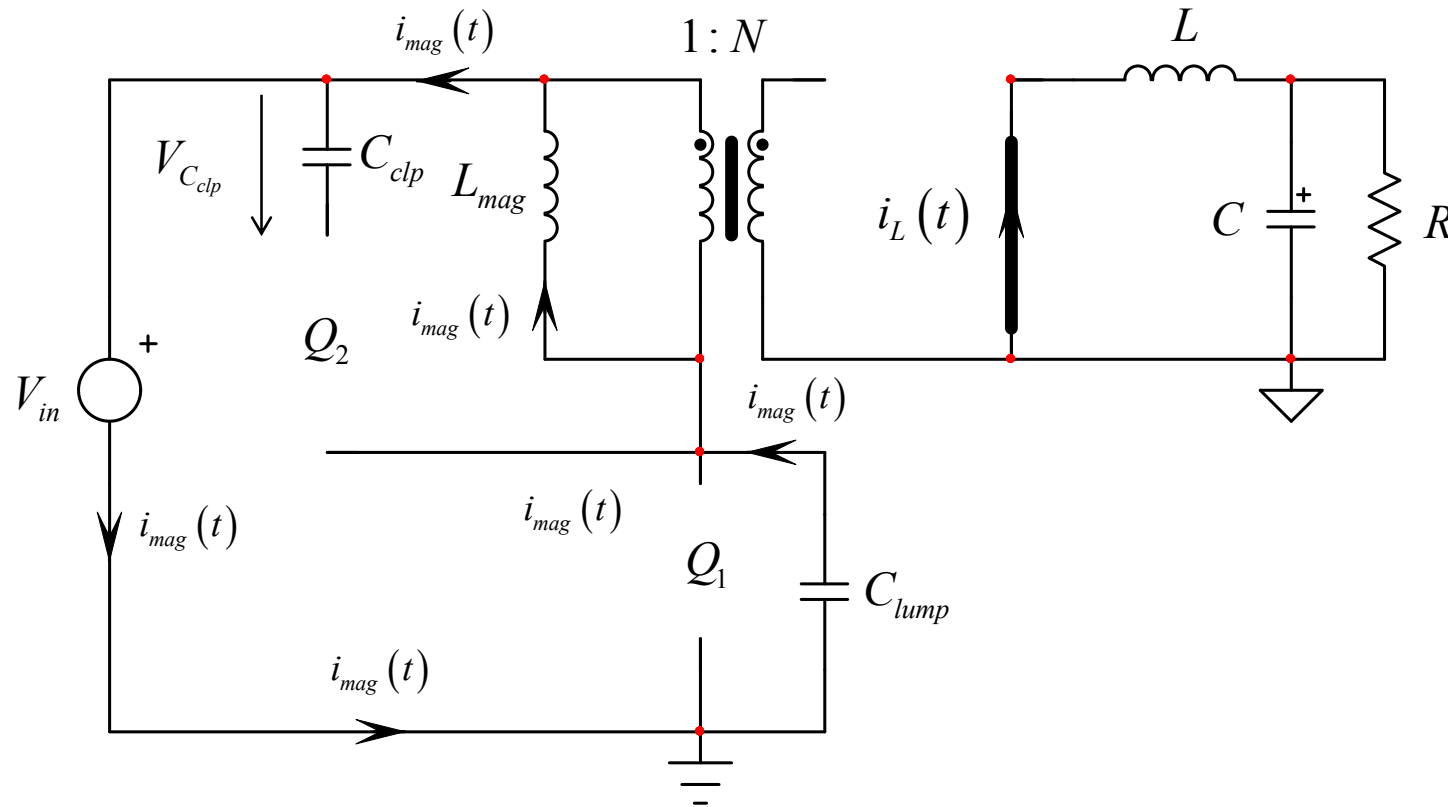 i_mag(t)
1:N
L
V_Cclp
C_clp
L_mag
i_L(t)
C
+
R
i_mag(t)
Q_2
+
V_in
i_mag(t)
i_mag(t)
i_mag(t)
Q_1
C_lump
i_mag(t)